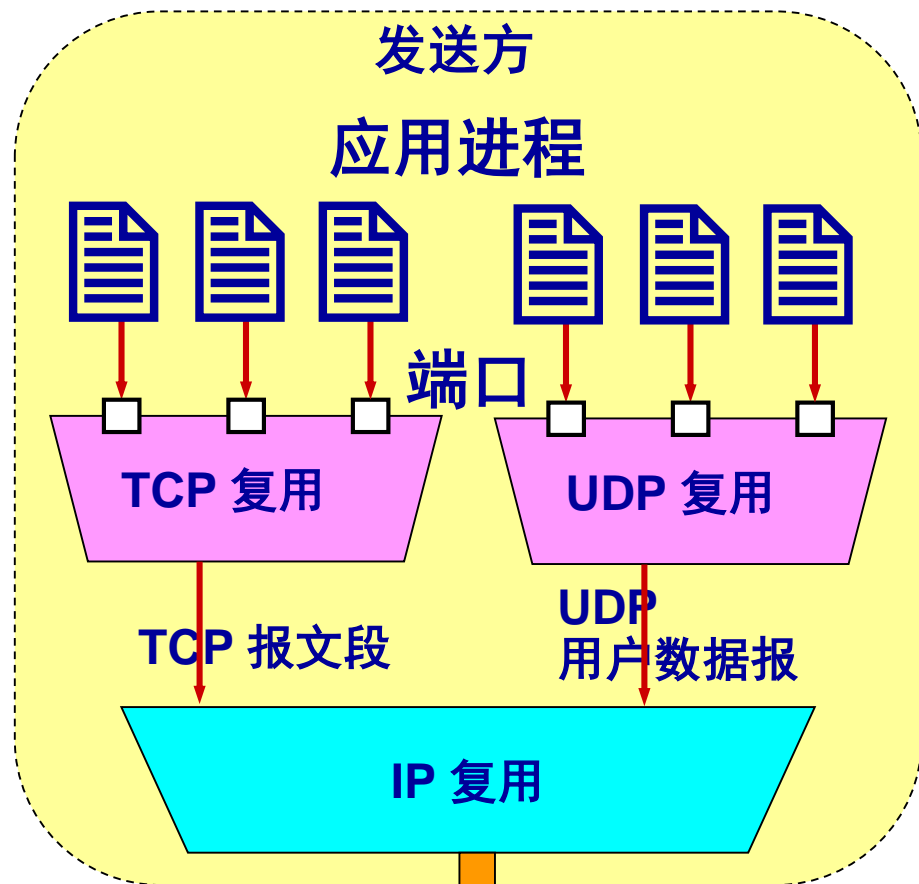 发送方
应用进程
端口
TCP 复用
UDP 复用
TCP 报文段
UDP
用户数据报
IP 复用